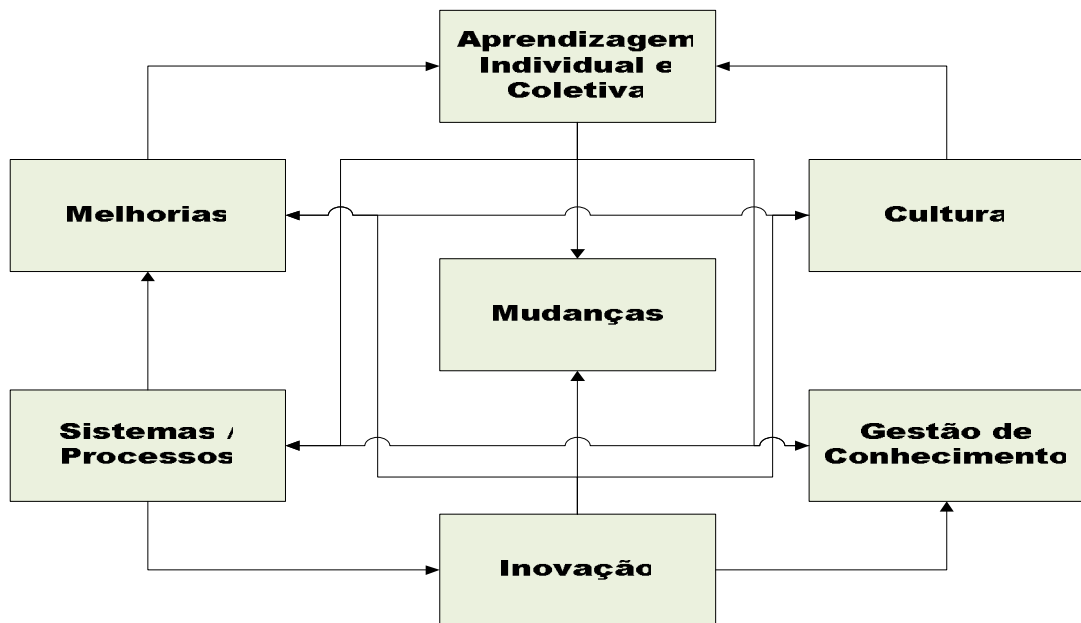 Aprendizagem
Individual e
Coletiva
Melhorias
Cultura
Mudanças
Sistemas /
Processos
Gestão de
Conhecimento
Inovação